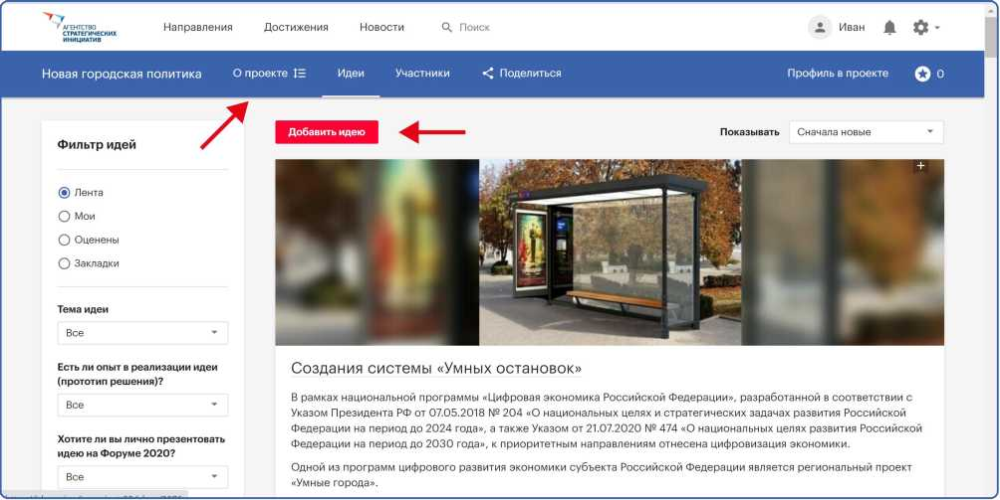 АГЕНТСТВО
СТРАТЕГИЧЕСКИХ
ИНИЦИАТИВ
Направления Достижения Новости Поиск Иван
Новая городская политика О проекте Идеи Участники Поделиться Профиль в проекте 0
Фильтр идей
Лента
Мои
Оценены
Закладки
Тема идеи
Все
Есть ли опыт в реализации идеи
(прототип решения)?
Все
Хотите ли вы лично презентовать
идею на Форуме 2020?
Все
Добавить идею Показывать Сначала новые
Создания системы «Умных остановок»
В рамках национальной программы «Цифровая экономика Российской Федерации», разработанной в соответствии с
Указом Президента РФ от 07.05.2018 № 204 «О национальных целях и стратегических задачах развития Российской
Федерации на период до 2024 года», а также Указом от 21.07.2020 № 474 «О национальных целях развития Российской
Федерации на период до 2030 года», к приоритетным направлениям отнесена цифровизация экономики.
Одной из программ цифрового развития экономики субъекта Российской Федерации является региональный проект
«Умные города».